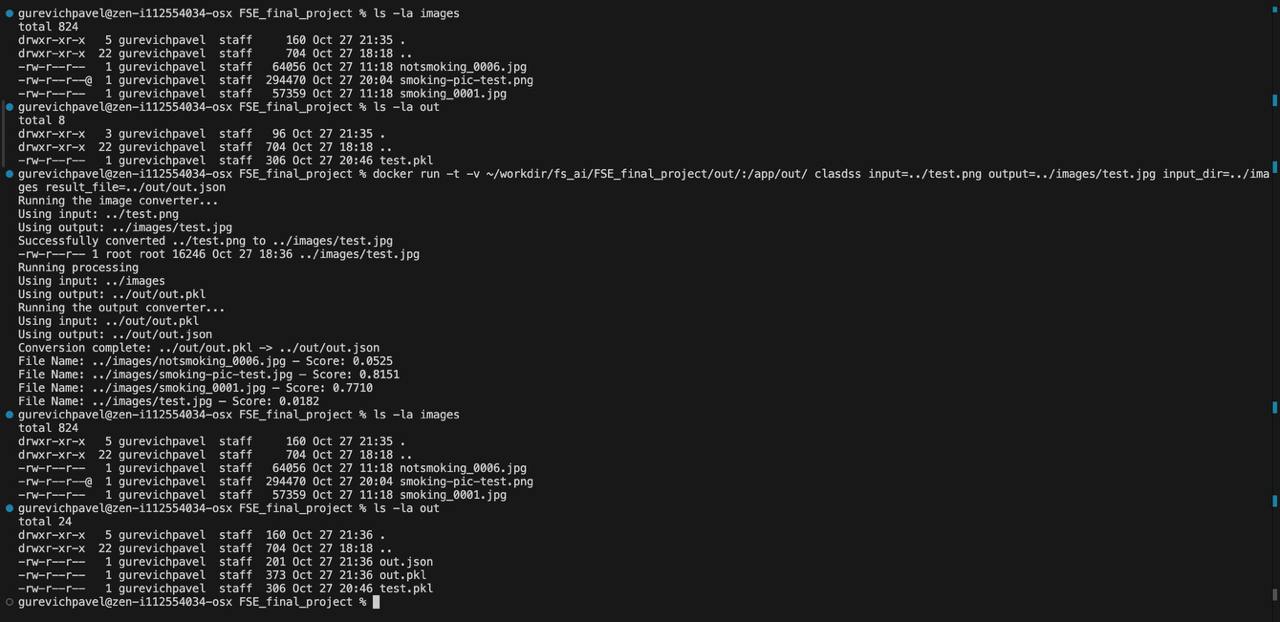 gurevichpavel@zen-i112554034-osx FSE_final_project % ls -la images
total 824
drwxr-xr-x   5 gurevichpavel  staff     160 Oct 27 21:35 .
drwxr-xr-x  22 gurevichpavel  staff     704 Oct 27 18:18 ..
-rw-r--r--   1 gurevichpavel  staff   64056 Oct 27 11:18 notsmoking_0006.jpg
-rw-r--r--@  1 gurevichpavel  staff  294470 Oct 27 20:04 smoking-pic-test.png
-rw-r--r--   1 gurevichpavel  staff   57359 Oct 27 11:18 smoking_0001.jpg
gurevichpavel@zen-i112554034-osx FSE_final_project % ls -la out
total 8
drwxr-xr-x   3 gurevichpavel  staff   96 Oct 27 21:35 .
drwxr-xr-x  22 gurevichpavel  staff  704 Oct 27 18:18 ..
-rw-r--r--   1 gurevichpavel  staff  306 Oct 27 20:46 test.pkl
gurevichpavel@zen-i112554034-osx FSE_final_project % docker run -t -v ~/workdir/fs_ai/FSE_final_project/out/:/app/out/ classdss input=../test.png output=../images/test.jpg input_dir=../ima
ges result_file=../out/out.json
Running the image converter...
Using input: ../test.png
Using output: ../images/test.jpg
Successfully converted ../test.png to ../images/test.jpg
-rw-r--r-- 1 root root 16246 Oct 27 18:36 ../images/test.jpg
Running processing
Using input: ../images
Using output: ../out/out.pkl
Running the output converter...
Using input: ../out/out.pkl
Using output: ../out/out.json
Conversion complete: ../out/out.pkl -> ../out/out.json
File Name: ../images/notsmoking_0006.jpg – Score: 0.0525
File Name: ../images/smoking-pic-test.jpg – Score: 0.8151
File Name: ../images/smoking_0001.jpg – Score: 0.7710
File Name: ../images/test.jpg – Score: 0.0182
gurevichpavel@zen-i112554034-osx FSE_final_project % ls -la images
total 824
drwxr-xr-x   5 gurevichpavel  staff     160 Oct 27 21:35 .
drwxr-xr-x  22 gurevichpavel  staff     704 Oct 27 18:18 ..
-rw-r--r--   1 gurevichpavel  staff   64056 Oct 27 11:18 notsmoking_0006.jpg
-rw-r--r--@  1 gurevichpavel  staff  294470 Oct 27 20:04 smoking-pic-test.png
-rw-r--r--   1 gurevichpavel  staff   57359 Oct 27 11:18 smoking_0001.jpg
gurevichpavel@zen-i112554034-osx FSE_final_project % ls -la out
total 24
drwxr-xr-x   5 gurevichpavel  staff  160 Oct 27 21:36 .
drwxr-xr-x  22 gurevichpavel  staff  704 Oct 27 18:18 ..
-rw-r--r--   1 gurevichpavel  staff  201 Oct 27 21:36 out.json
-rw-r--r--   1 gurevichpavel  staff  373 Oct 27 21:36 out.pkl
-rw-r--r--   1 gurevichpavel  staff  306 Oct 27 20:46 test.pkl
gurevichpavel@zen-i112554034-osx FSE_final_project %